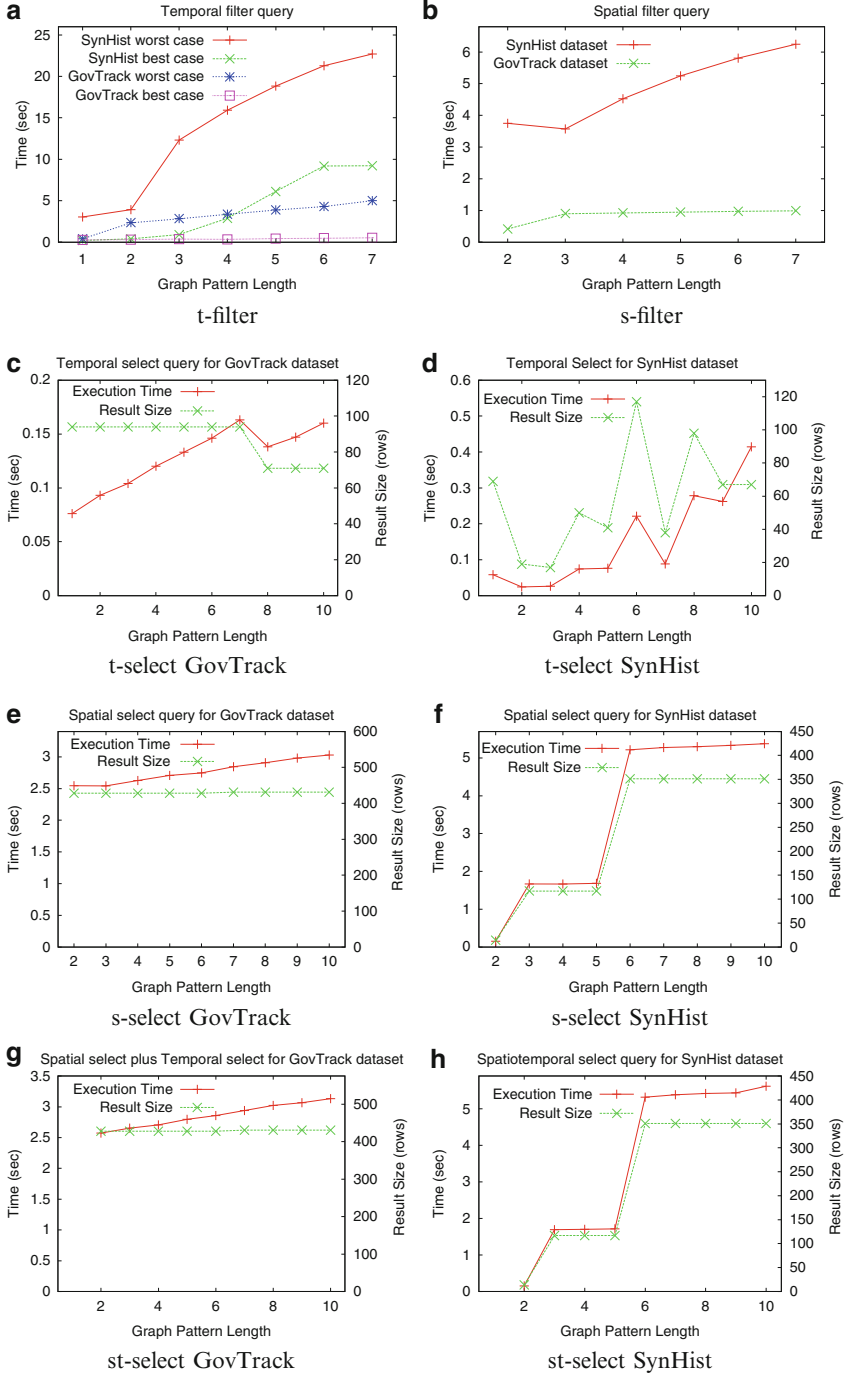 a
Temporal filter query
25
20
15
10
5
0
Time (sec)
SynHist worst case
SynHist best case
GovTrack worst case
GovTrack best case
1 2 3 4 5 6 7
Graph Pattern Length
t-filter
b
Spatial filter query
6
5
4
3
2
1
0
Time (sec)
SynHist dataset
GovTrack dataset
2 3 4 5 6 7
Graph Pattern Length
s-filter
c
Temporal select query for GovTrack dataset
0.2
0.15
0.1
0.05
0
Time (sec)
Execution Time
Result Size
120
100
80
60
40
20
0
Result Size (rows)
2 4 6 8 10
Graph Pattern Length
t-select GovTrack
d
Temporal Select for SynHist dataset
0.6
0.5
0.4
0.3
0.2
0.1
0
Time (sec)
Execution Time
Result Size
120
100
80
60
40
20
0
Result Size (rows)
2 4 6 8 10
Graph Pattern Length
t-select SynHist
e
Spatial select query for GovTrack dataset
3
2.5
2
1.5
1
0.5
0
Time (sec)
Execution Time
Result Size
600
500
400
300
200
100
0
Result Size (rows)
2 3 4 5 6 7 8 9 10
Graph Pattern Length
s-select GovTrack
f
Spatial select query for SynHist dataset
5
4
3
2
1
0
Time (sec)
Execution Time
Result Size
450
400
350
300
250
200
150
100
50
0
Result Size (rows)
2 3 4 5 6 7 8 9 10
Graph Pattern Length
s-select SynHist
g
Spatial select plus Temporal select for GovTrack dataset
3.5
3
2.5
2
1.5
1
0.5
0
Time (sec)
Execution Time
Result Size
500
400
300
200
100
0
Result Size (rows)
2 4 6 8 10
Graph Pattern Length
st-select GovTrack
h
Spatiotemporal select query for SynHist dataset
5
4
3
2
1
0
Time (sec)
Execution Time
Result Size
450
400
350
300
250
200
150
100
50
0
Result Size (rows)
2 4 6 8 10
Graph Pattern Length
st-select SynHist